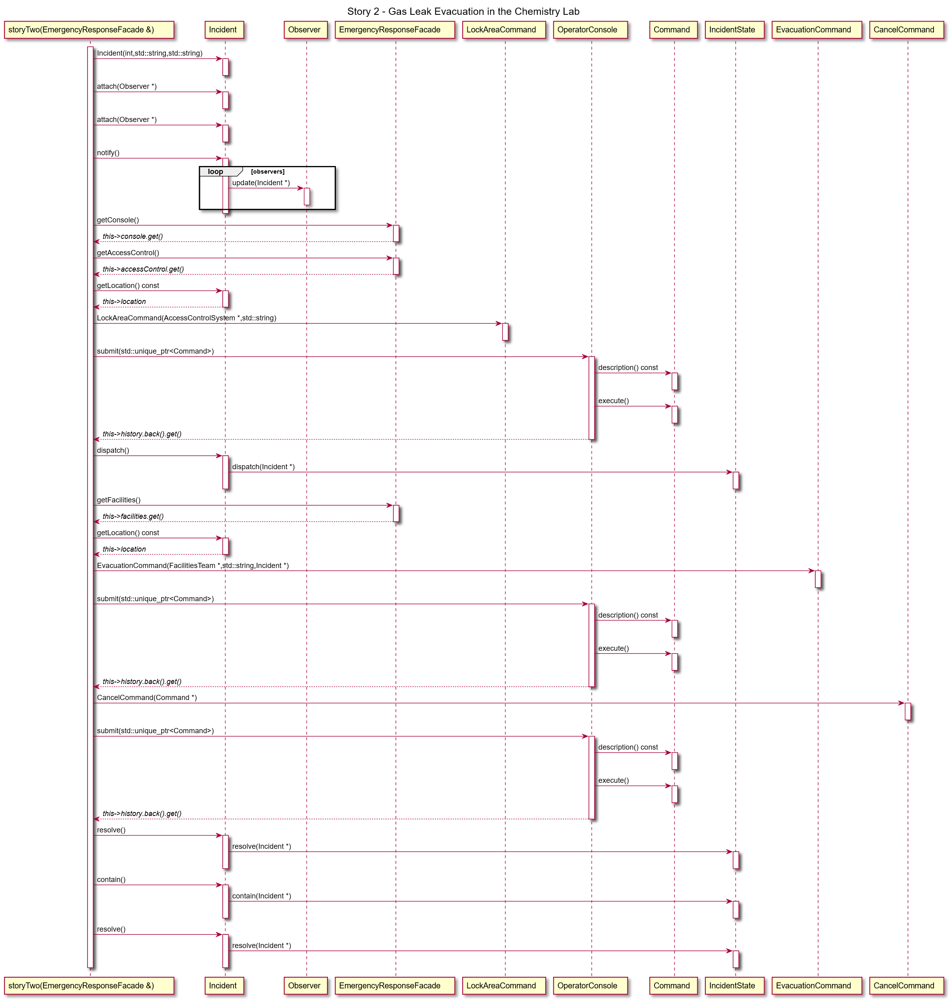 Story 2 - Gas Leak Evacuation in the Chemistry Lab
storyTwo(EmergencyResponseFacade &)
Incident
Observer
EmergencyResponseFacade
LockAreaCommand
OperatorConsole
Command
IncidentState
EvacuationCommand
CancelCommand
Incident(int,std::string,std::string)
attach(Observer *)
attach(Observer *)
notify()
loop
[observers]
update(Incident *)
getConsole()
this->console.get()
getAccessControl()
this->accessControl.get()
getLocation() const
this->location
LockAreaCommand(AccessControlSystem *,std::string)
submit(std::unique_ptr<Command>)
description() const
execute()
this->history.back().get()
dispatch()
dispatch(Incident *)
getFacilities()
this->facilities.get()
getLocation() const
this->location
EvacuationCommand(FacilitiesTeam *,std::string,Incident *)
submit(std::unique_ptr<Command>)
description() const
execute()
this->history.back().get()
CancelCommand(Command *)
submit(std::unique_ptr<Command>)
description() const
execute()
this->history.back().get()
resolve()
resolve(Incident *)
contain()
contain(Incident *)
resolve()
resolve(Incident *)
storyTwo(EmergencyResponseFacade &)
Incident
Observer
EmergencyResponseFacade
LockAreaCommand
OperatorConsole
Command
IncidentState
EvacuationCommand
CancelCommand